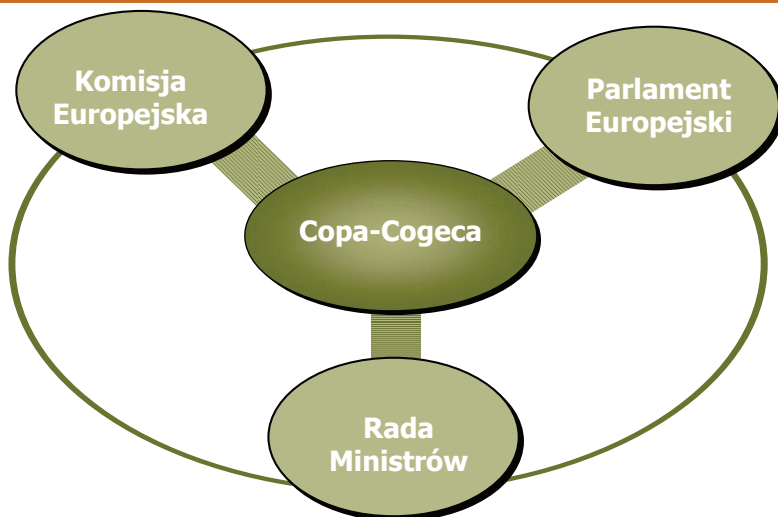 Komisja
Europejska
Parlament
Europejski
Copa-Cogeca
Rada
Ministrów